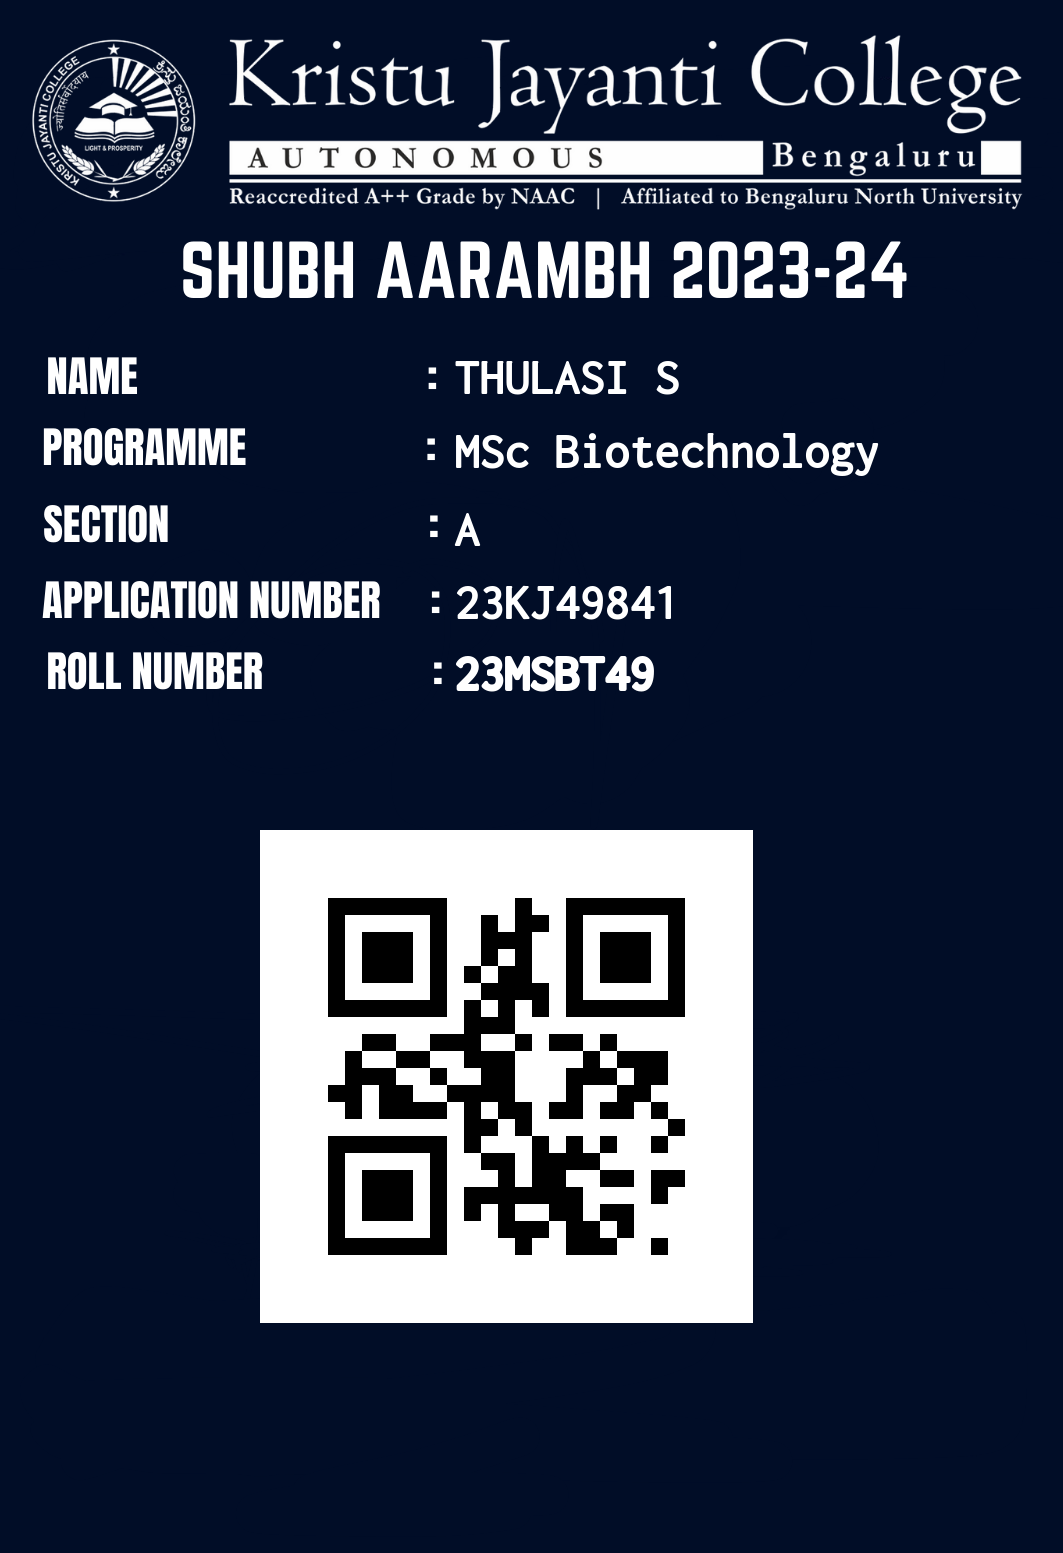 KRISTU JAYANTI COLLEGE
ज्योतिर्समृद्धिदायाय
LIGHT & PROSPERITY
Kristu Jayanti College
AUTONOMOUS Bengaluru
Reaccredited A++ Grade by NAAC | Affiliated to Bengaluru North University
SHUBH AARAMBH 2023-24
NAME : THULASI S
PROGRAMME : MSc Biotechnology
SECTION : A
APPLICATION NUMBER : 23KJ49841
ROLL NUMBER : 23MSBT49